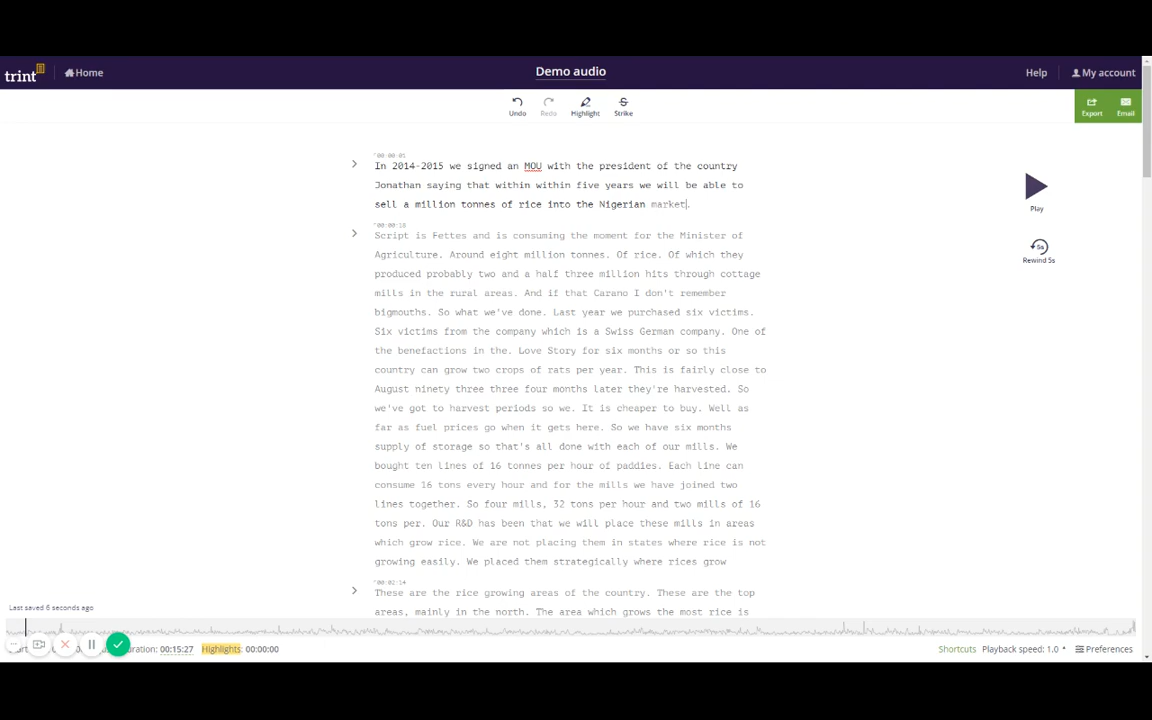 trint
Home
Demo audio
Help
My account
Undo
Redo
Highlight
Strike
Export
Email
00:00:01
In 2014-2015 we signed an MOU with the president of the country
Jonathan saying that within within five years we will be able to
sell a million tonnes of rice into the Nigerian market.
Play
Rewind 5s
5s
Script is Fettes and is consuming the moment for the Minister of
Agriculture. Around eight million tonnes. Of rice. Of which they
produced probably two and a half three million hits through cottage
mills in the rural areas. And if that Carano I don't remember
bigmouths. So what we've done. Last year we purchased six victims.
Six victims from the company which is a Swiss German company. One of
the benefactions in the. Love Story for six months or so this
country can grow two crops of rats per year. This is fairly close to
August ninety three three four months later they're harvested. So
we've got to harvest periods so we. It is cheaper to buy. Well as
far as fuel prices go when it gets here. So we have six months
supply of storage so that's all done with each of our mills. We
bought ten lines of 16 tonnes per hour of paddies. Each line can
consume 16 tons every hour and for the mills we have joined two
lines together. So four mills, 32 tons per hour and two mills of 16
tons per. Our R&D has been that we will place these mills in areas
which grow rice. We are not placing them in states where rice is not
growing easily. We placed them strategically where rices grow
00:02:14
These are the rice growing areas of the country. These are the top
areas, mainly in the north. The area which grows the most rice is
Last saved 6 seconds ago
00:15:27
Highlights: 00:00:00
Shortcuts
Playback speed: 1.0
Preferences